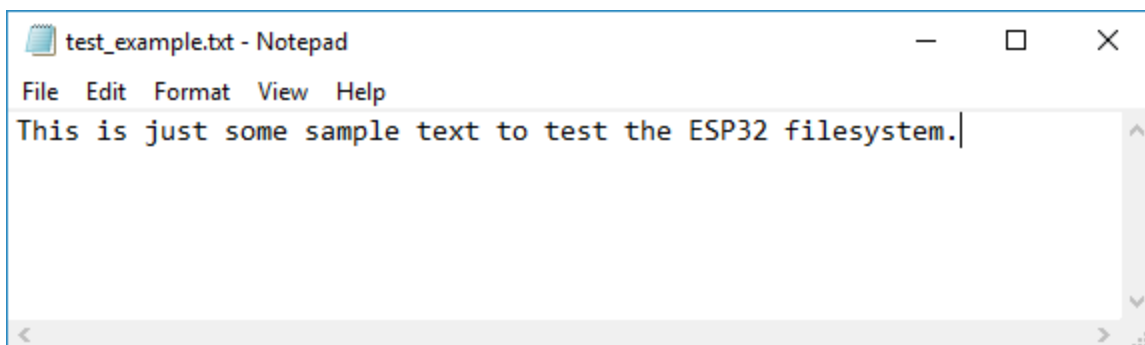 test_example.txt - Notepad
File Edit Format View Help
This is just some sample text to test the ESP32 filesystem.